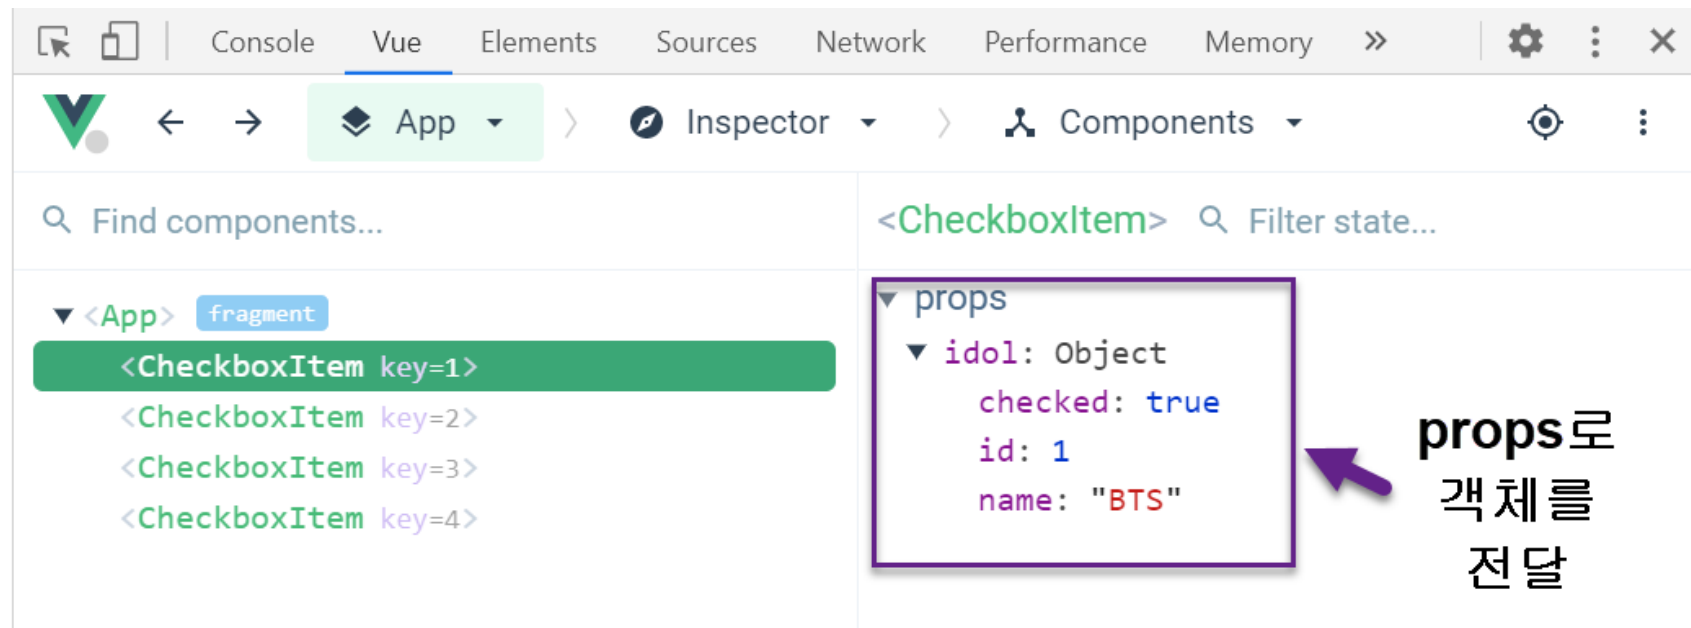 Console Vue Elements Sources Network Performance Memory
App Inspector Components
Find components...
<CheckboxItem> Filter state...
<App> fragment
<CheckboxItem key=1>
<CheckboxItem key=2>
<CheckboxItem key=3>
<CheckboxItem key=4>
props
idol: Object
checked: true
id: 1
name: "BTS"
props로
객체를
전달